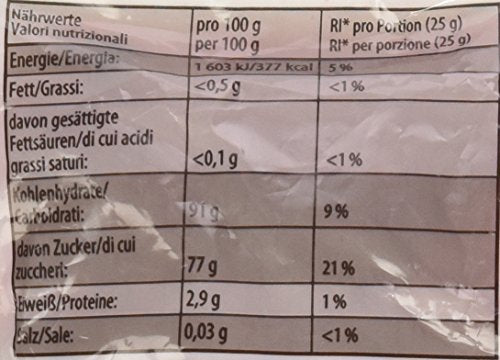 Nährwerte
Valori nutrizionali
pro 100 g
per 100 g
RI* pro Portion (25 g)
RI* per porzione (25 g)
Energie/Energia:
1 603 kJ/377 kcal
5 %
Fett/Grassi:
<0,5 g
<1 %
davon gesättigte
Fettsäuren/di cui acidi
grassi saturi:
<0,1 g
<1 %
Kohlenhydrate/
Carboidrati:
91 g
9 %
davon Zucker/di cui
zuccheri:
77 g
21 %
Eiweiß/Proteine:
2,9 g
1 %
Salz/Sale:
0,03 g
<1 %